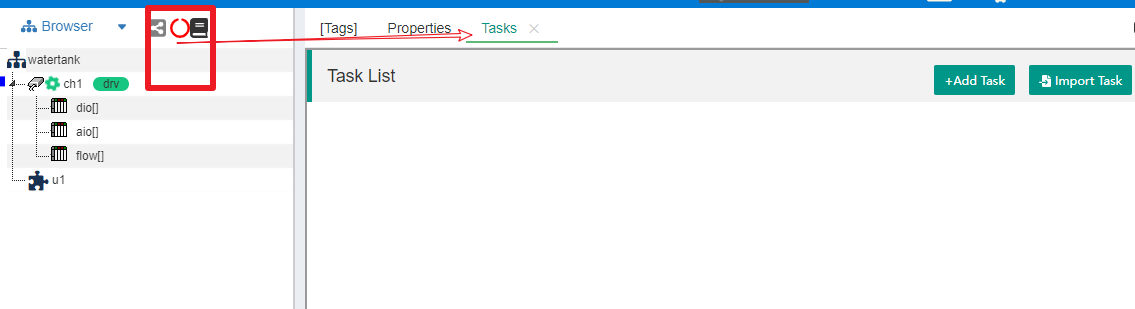 Browser
[Tags] Properties Tasks
watertank
ch1 drv
dio[]
aio[]
flow[]
u1
Task List
+Add Task Import Task